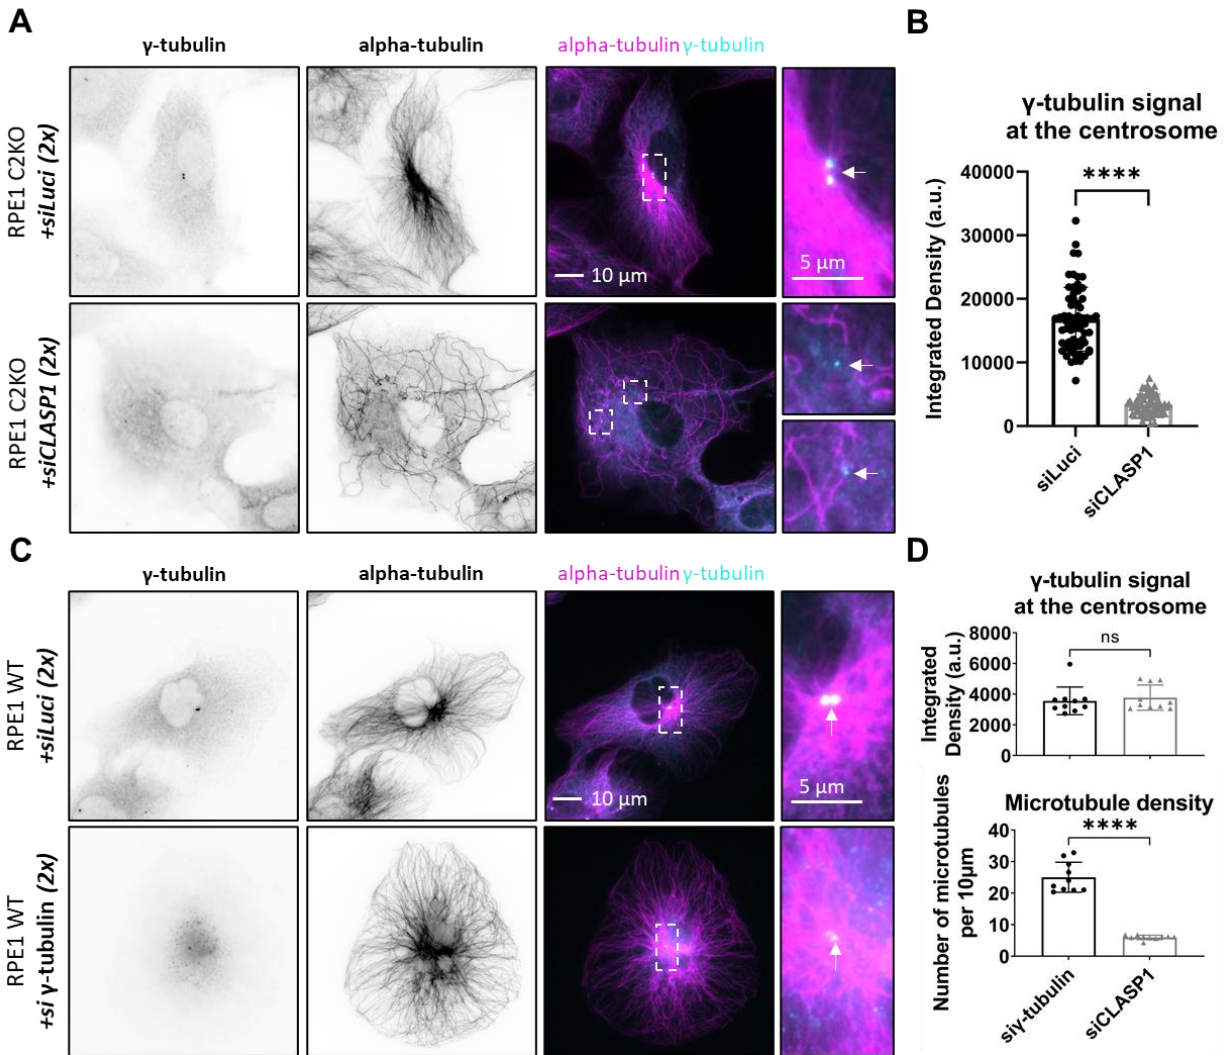 A
γ-tubulin
alpha-tubulin
alpha-tubulin γ-tubulin
RPE1 C2KO
+siLuci (2x)
10 µm
5 µm
RPE1 C2KO
+siCLASP1 (2x)
B
γ-tubulin signal
at the centrosome
Integrated Density (a.u.)
40000
30000
20000
10000
0
****
siLuci
siCLASP1
C
γ-tubulin
alpha-tubulin
alpha-tubulin γ-tubulin
RPE1 WT
+siLuci (2x)
10 µm
5 µm
RPE1 WT
+si γ-tubulin (2x)
D
γ-tubulin signal
at the centrosome
Integrated
Density (a.u.)
8000
6000
4000
2000
0
ns
Microtubule density
Number of microtubules
per 10µm
40
30
20
10
0
****
siγ-tubulin
siCLASP1